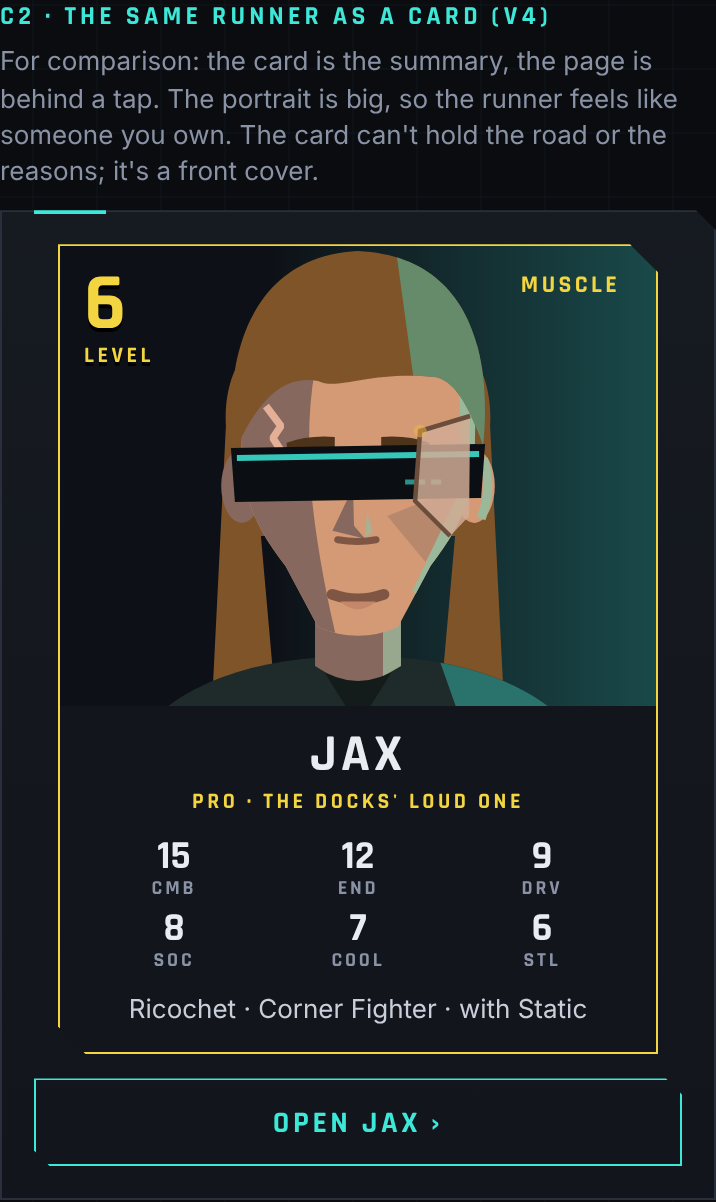 C2 · THE SAME RUNNER AS A CARD (V4)
For comparison: the card is the summary, the page is
behind a tap. The portrait is big, so the runner feels like
someone you own. The card can't hold the road or the
reasons; it's a front cover.
6
LEVEL
MUSCLE
JAX
PRO · THE DOCKS' LOUD ONE
15 12 9
CMB END DRV
8 7 6
SOC COOL STL
Ricochet · Corner Fighter · with Static
OPEN JAX ›